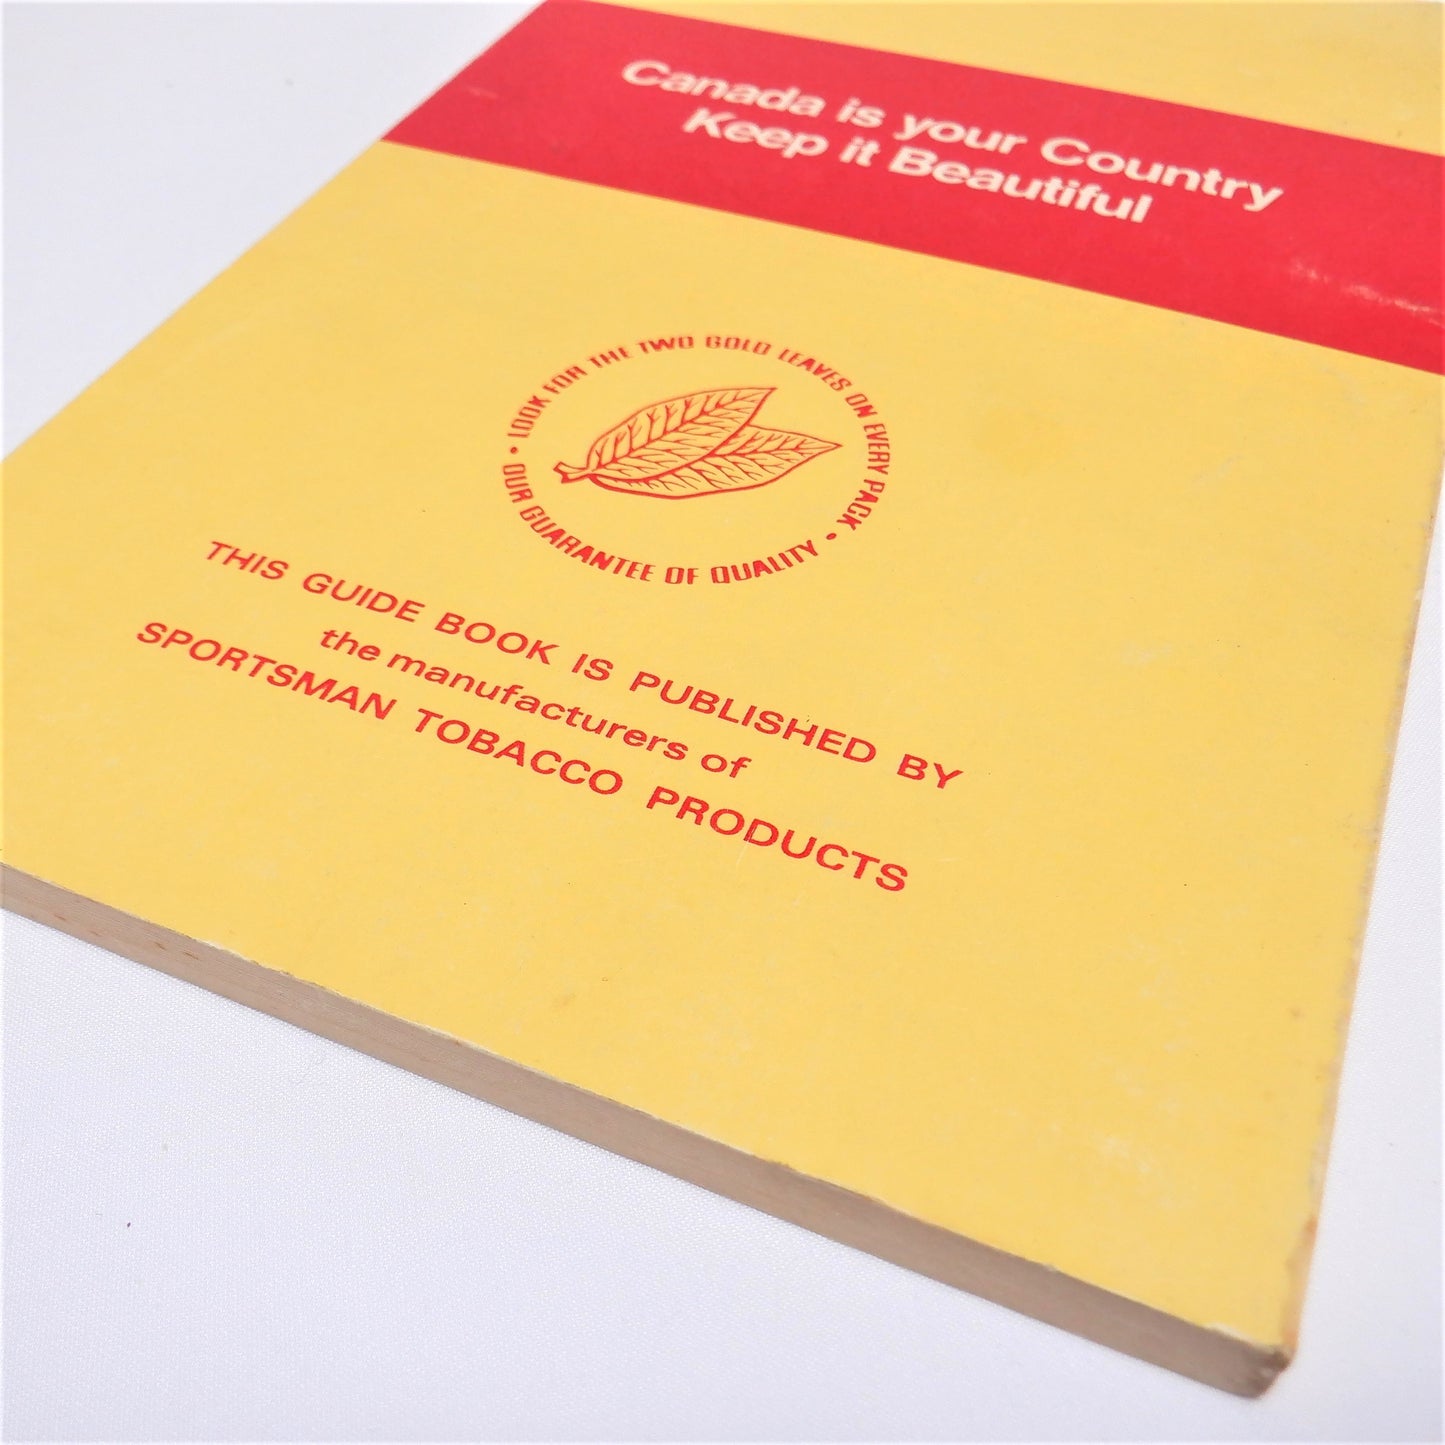 Canada is your Country
Keep it Beautiful
• LOOK FOR THE TWO GOLD LEAVES ON EVERY PACK •
OUR GUARANTEE OF QUALITY
THIS GUIDE BOOK IS PUBLISHED BY
the manufacturers of
SPORTSMAN TOBACCO PRODUCTS